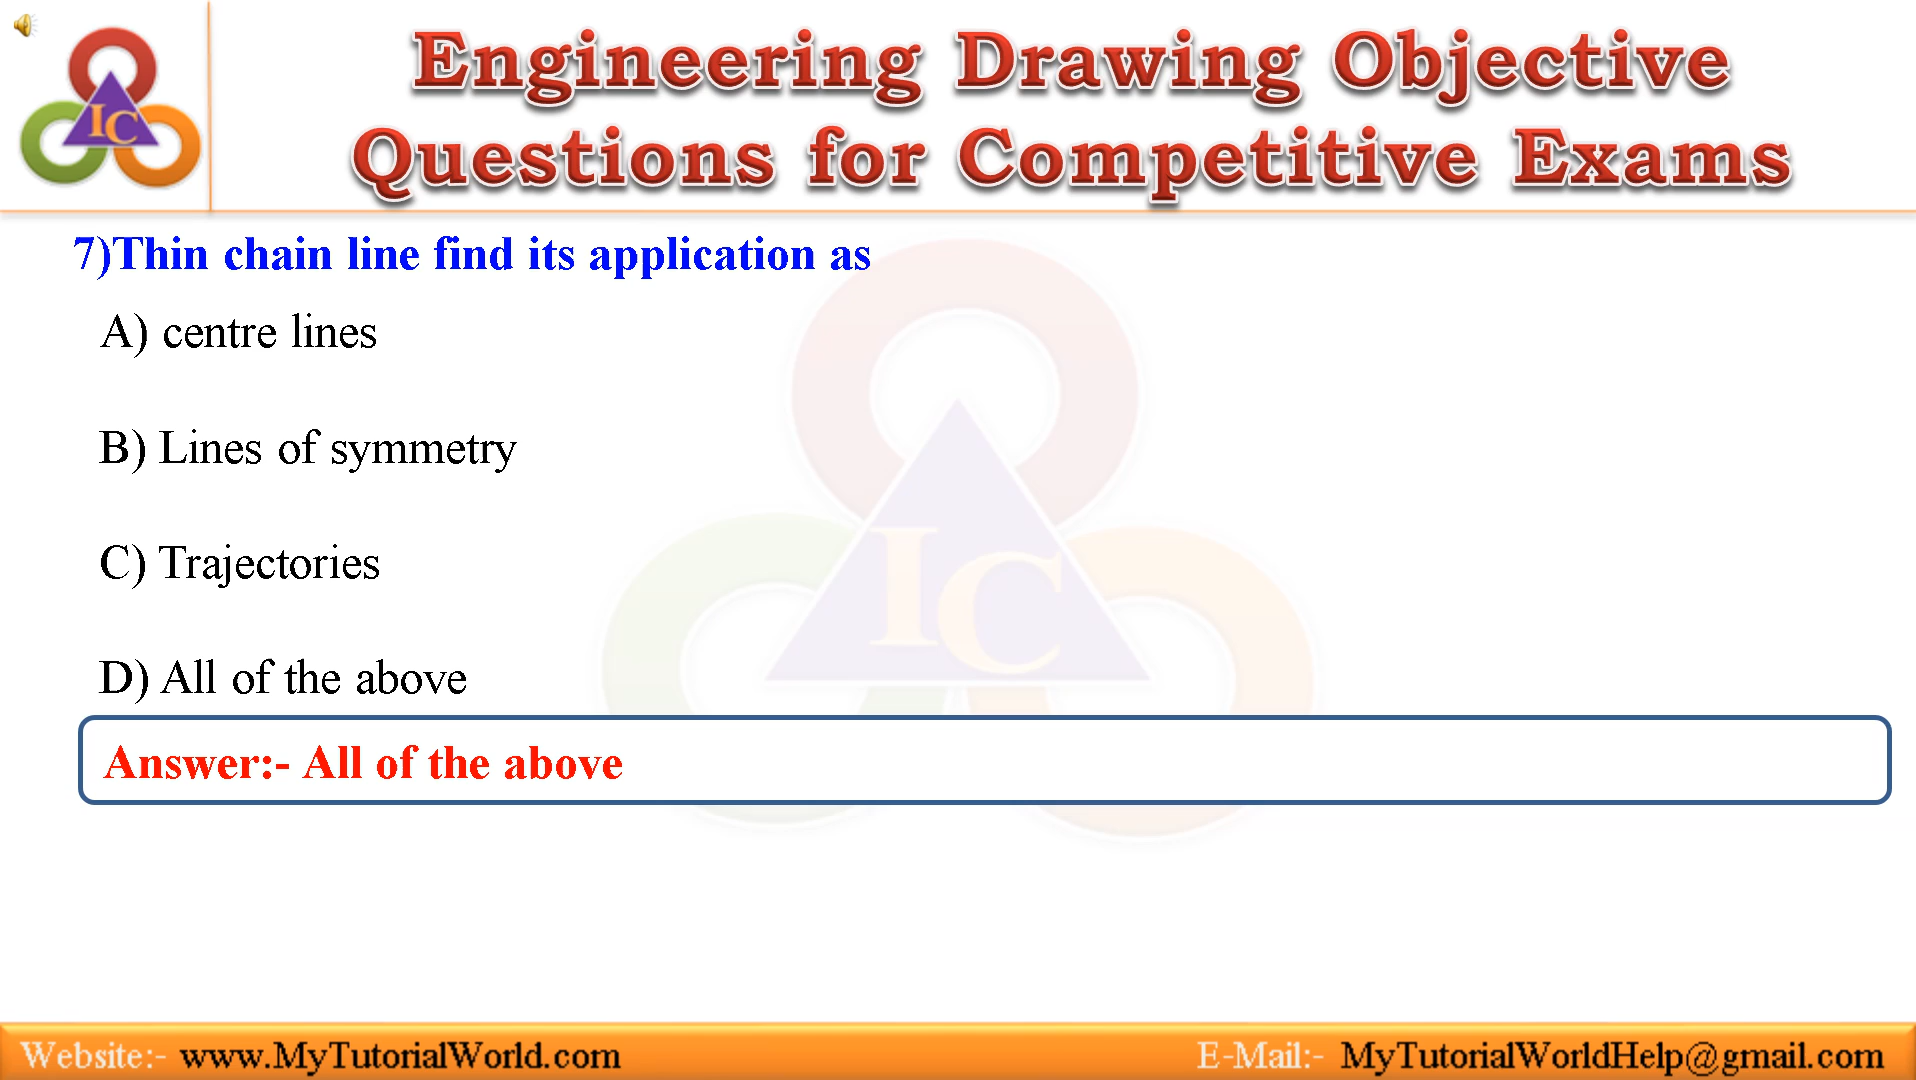 Engineering Drawing Objective
Questions for Competitive Exams
IC
7)Thin chain line find its application as
A) centre lines
B) Lines of symmetry
C) Trajectories
D) All of the above
IC
Answer:- All of the above
Website:- www.MyTutorialWorld.com
E-Mail:- MyTutorialWorldHelp@gmail.com